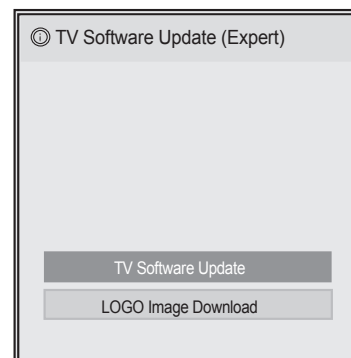 ⓘ TV Software Update (Expert)
TV Software Update
LOGO Image Download